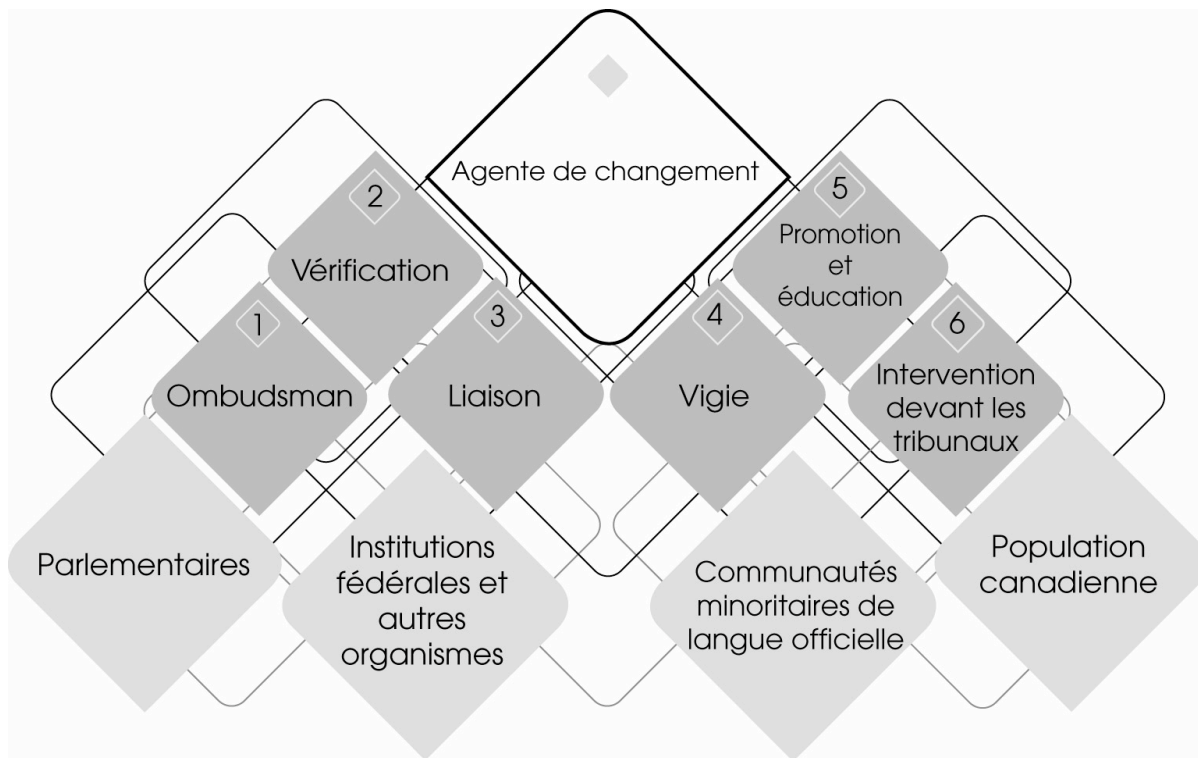 Agente de changement
1
Ombudsman
2
Vérification
3
Liaison
4
Vigie
5
Promotion
et
éducation
6
Intervention
devant les
tribunaux
Parlementaires
Institutions
fédérales et
autres
organismes
Communautés
minoritaires de
langue officielle
Population
canadienne